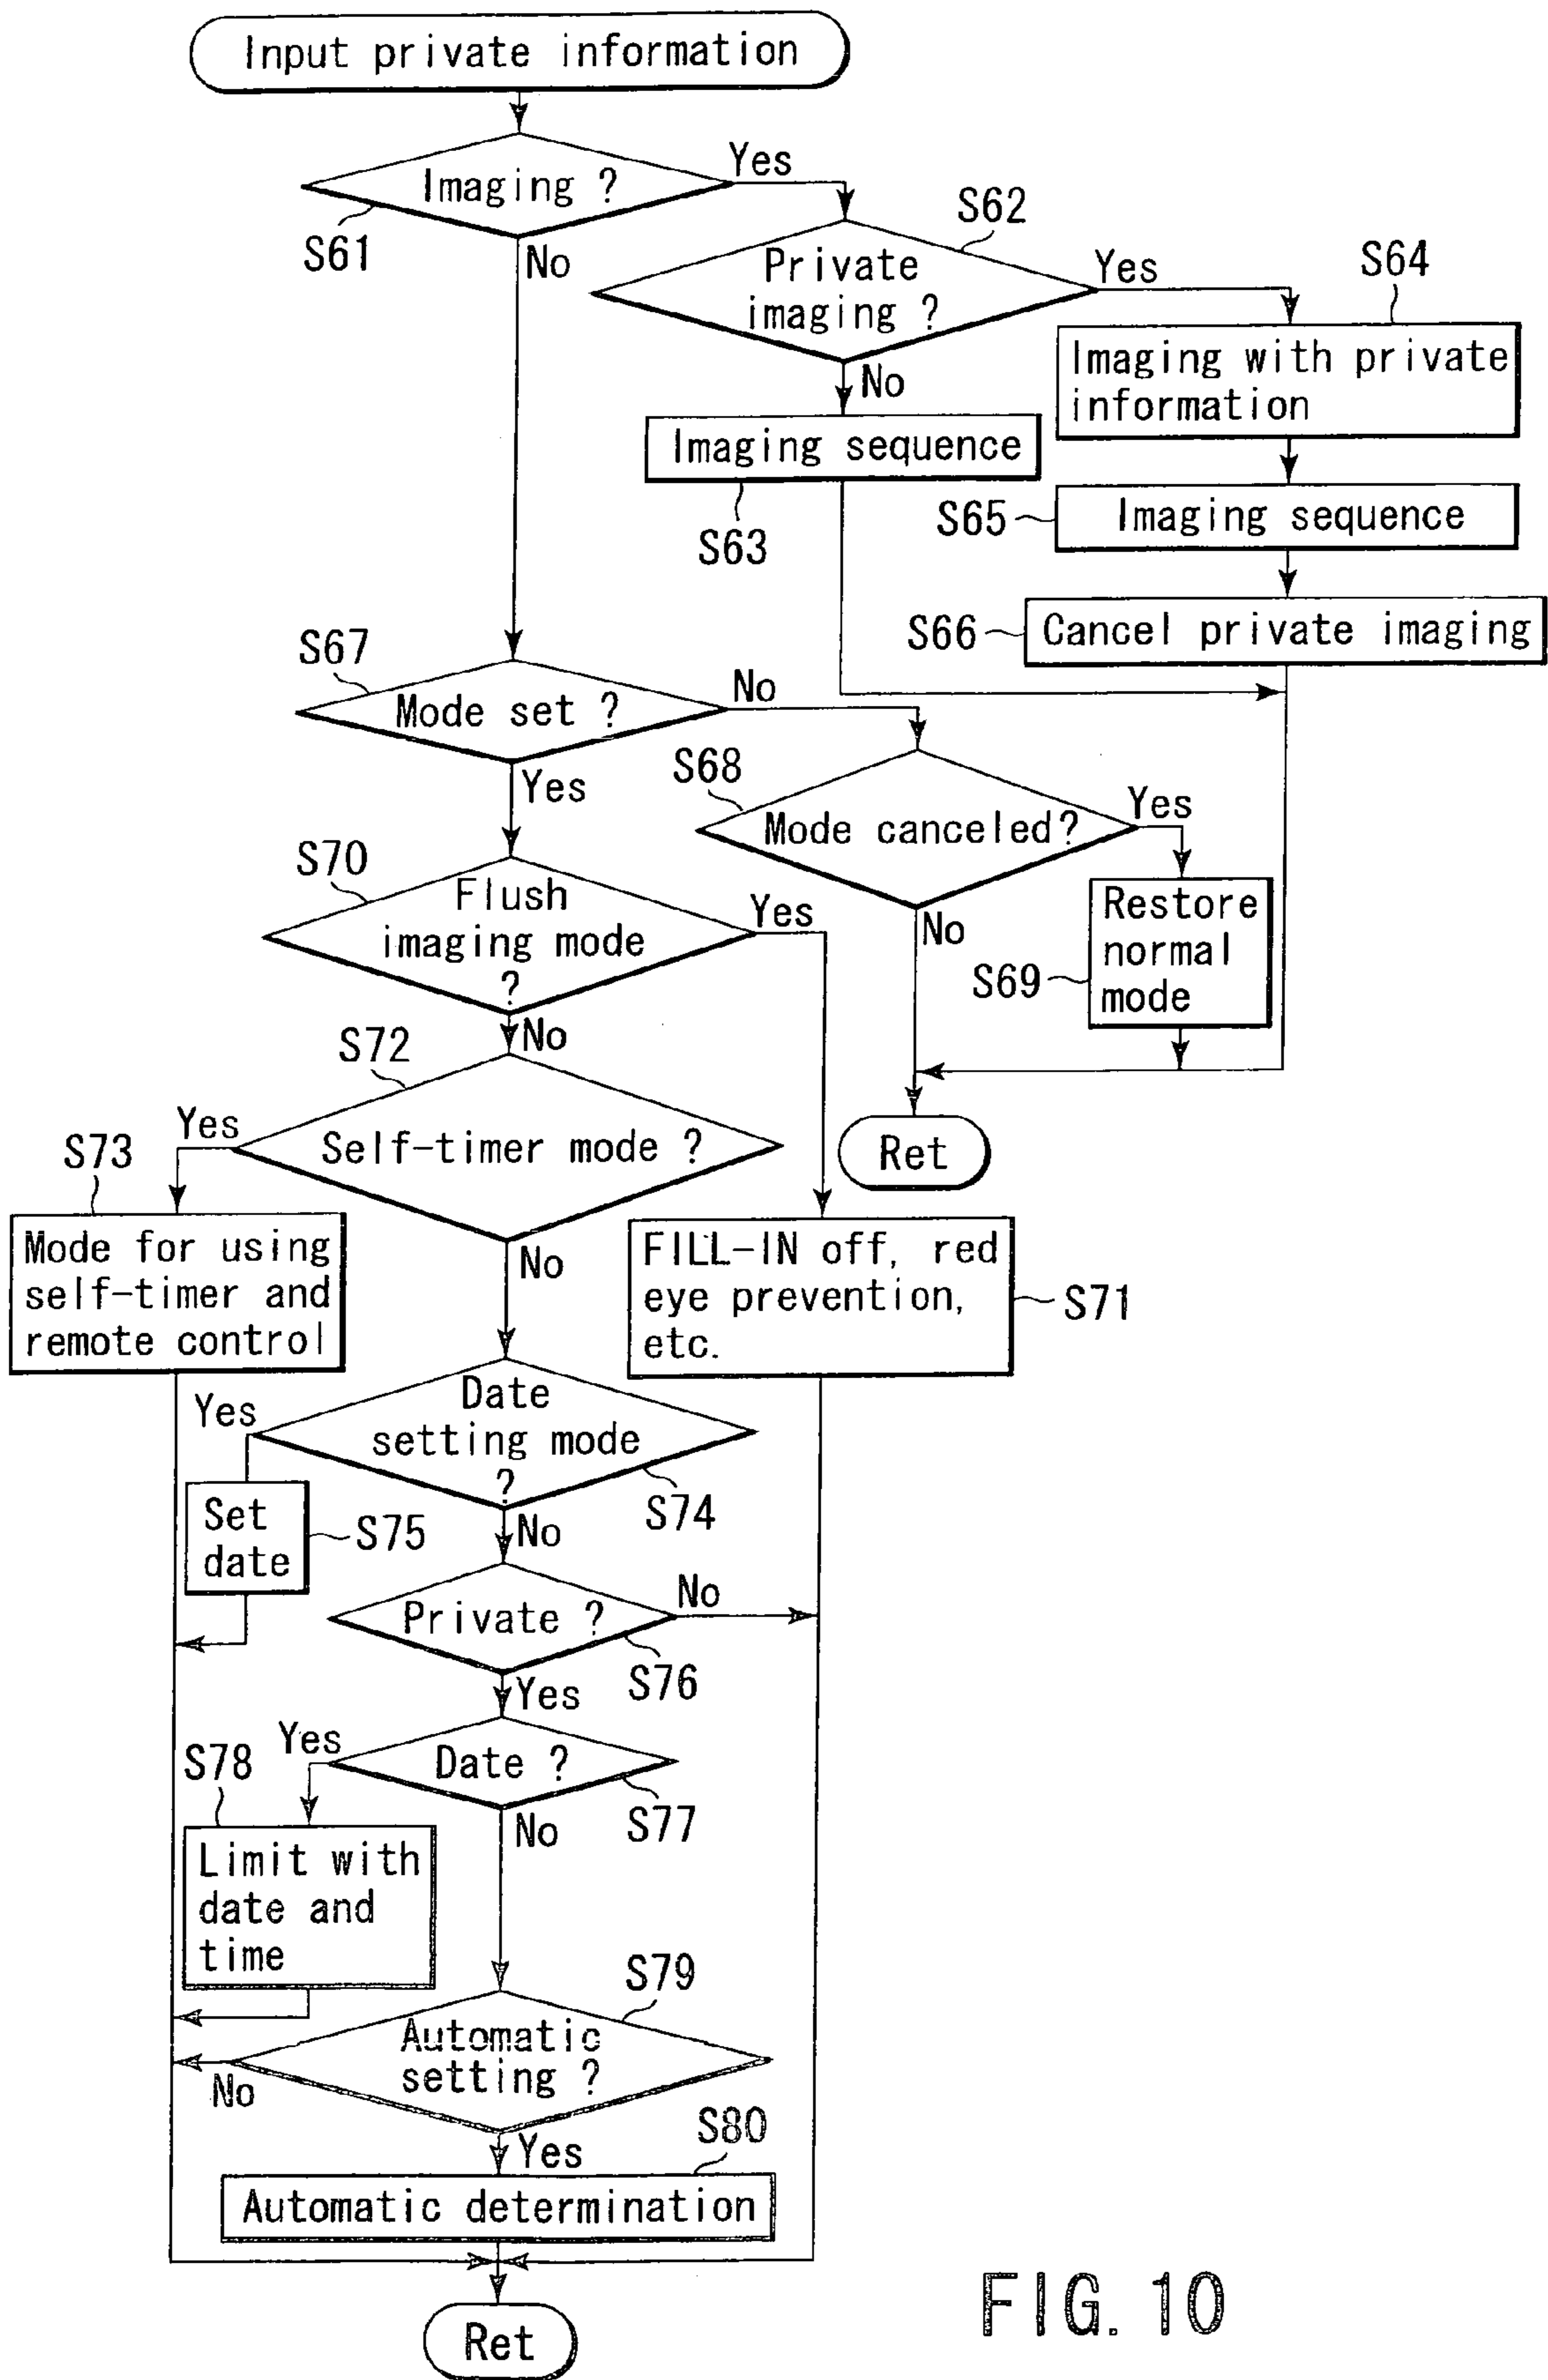 Input private information
Imaging ?
Yes
S61
No
S62
Private
imaging ?
Yes
No
S64
Imaging with private
information
Imaging sequence
S63
S65
Imaging sequence
S66
Cancel private imaging
S67
Mode set ?
No
Yes
S68
Mode canceled?
Yes
No
S69
Restore
normal
mode
Ret
S70
Flush
imaging mode
?
Yes
No
S72
Self-timer mode ?
Yes
No
S73
Mode for using
self-timer and
remote control
FILL-IN off, red
eye prevention,
etc.
S71
Date
setting mode
?
Yes
S74
No
Set
date
S75
Private ?
No
S76
Yes
Date ?
Yes
S77
No
S78
Limit with
date and
time
S79
Automatic
setting ?
No
Yes
S80
Automatic determination
Ret
FIG. 10